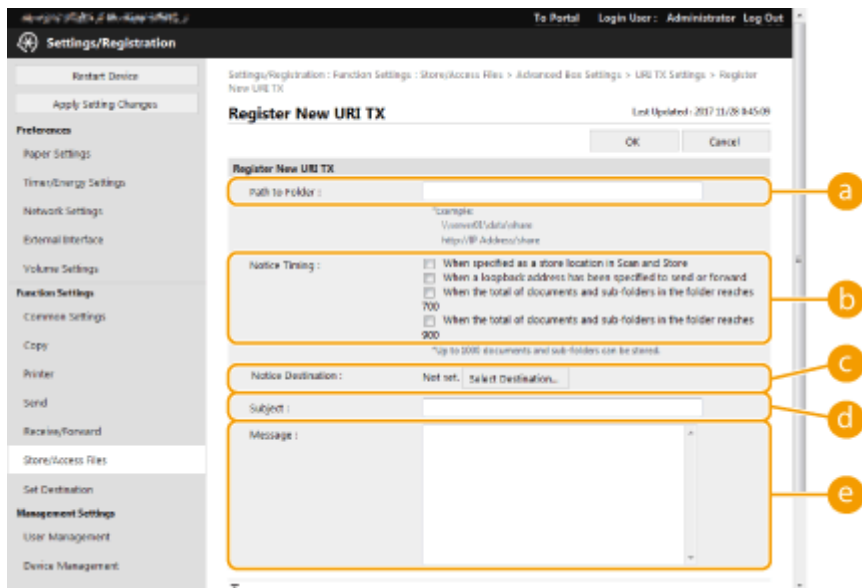 To Portal Login User : Administrator Log Out
Settings/Registration
Restart Device
Apply Setting Changes
Preferences
Paper Settings
Timer/Energy Settings
Network Settings
External Interface
Volume Settings
Function Settings
Common Settings
Copy
Printer
Send
Receive/Forward
Store/Access Files
Set Destination
Management Settings
User Management
Device Management
Settings/Registration : Function Settings : Store/Access Files > Advanced Box Settings > URI TX Settings > Register
New URI TX
Register New URI TX
Last Updated : 2017 11/28 0:45:09
OK Cancel
Register New URI TX
Path to Folder :
a
*Example:
\\server01\data\share
http://IP Address/share
Notice Timing :
When specified as a store location in Scan and Store
When a loopback address has been specified to send or forward
When the total of documents and sub-folders in the folder reaches
700
When the total of documents and sub-folders in the folder reaches
900
b
*Up to 1000 documents and sub-folders can be stored.
Notice Destination : Not set. Select Destination...
c
Subject :
d
Message :
e